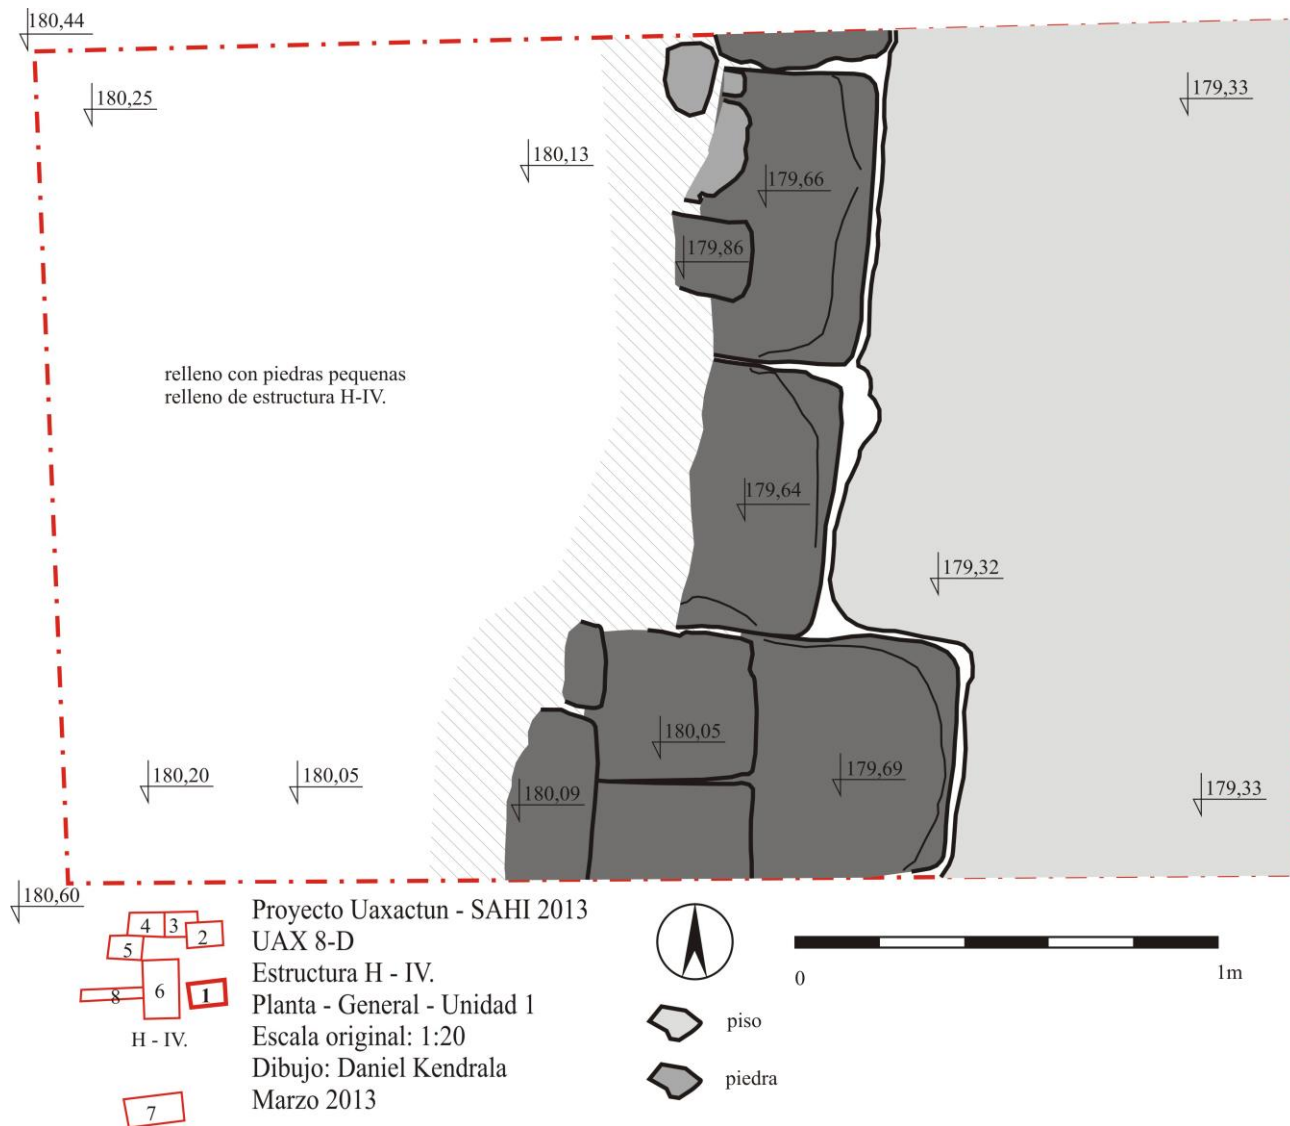 180,44
180,25
179,33
180,13
179,66
179,86
relleno con piedras pequenas
relleno de estructura H-IV.
179,64
179,32
180,05
180,20
180,05
180,09
179,69
179,33
180,60
4
3
2
5
6
8
1
H - IV.
7
Proyecto Uaxactun - SAHI 2013
UAX 8-D
Estructura H - IV.
Planta - General - Unidad 1
Escala original: 1:20
Dibujo: Daniel Kendrala
Marzo 2013
0
1m
piso
piedra